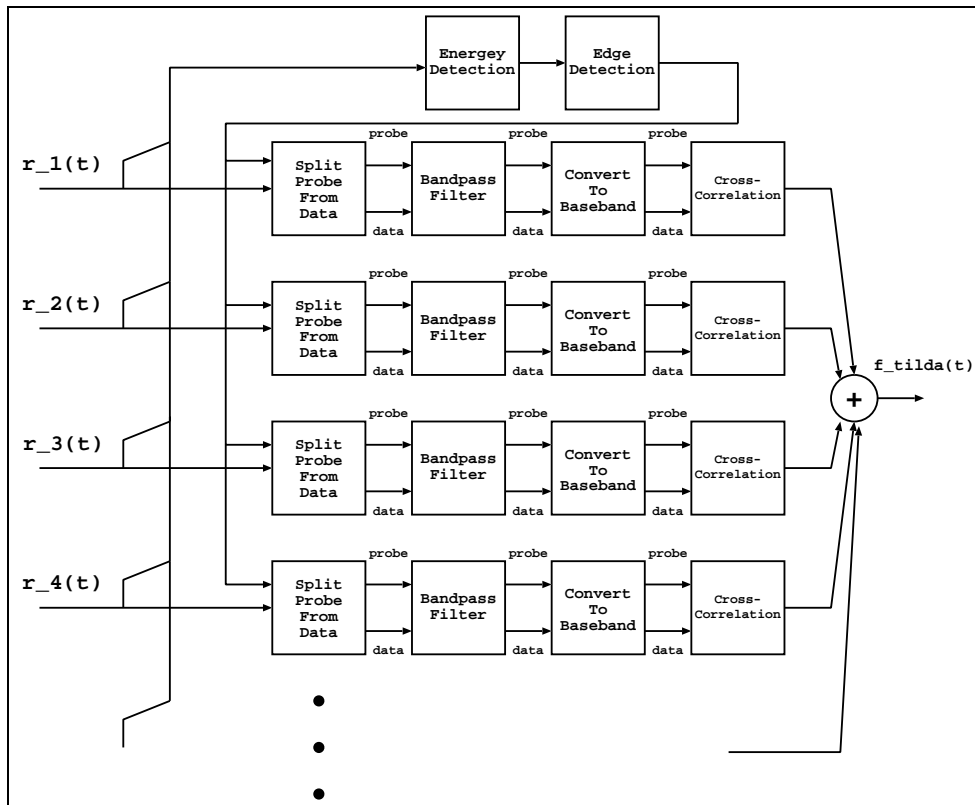 Energey
Detection
Edge
Detection
probe probe probe
r_1(t)
Split
Probe
From
Data
Bandpass
Filter
Convert
To
Baseband
Cross-
Correlation
data data data
probe probe probe
r_2(t)
Split
Probe
From
Data
Bandpass
Filter
Convert
To
Baseband
Cross-
Correlation
data data data
f_tilda(t)
+
probe probe probe
r_3(t)
Split
Probe
From
Data
Bandpass
Filter
Convert
To
Baseband
Cross-
Correlation
data data data
probe probe probe
r_4(t)
Split
Probe
From
Data
Bandpass
Filter
Convert
To
Baseband
Cross-
Correlation
data data data